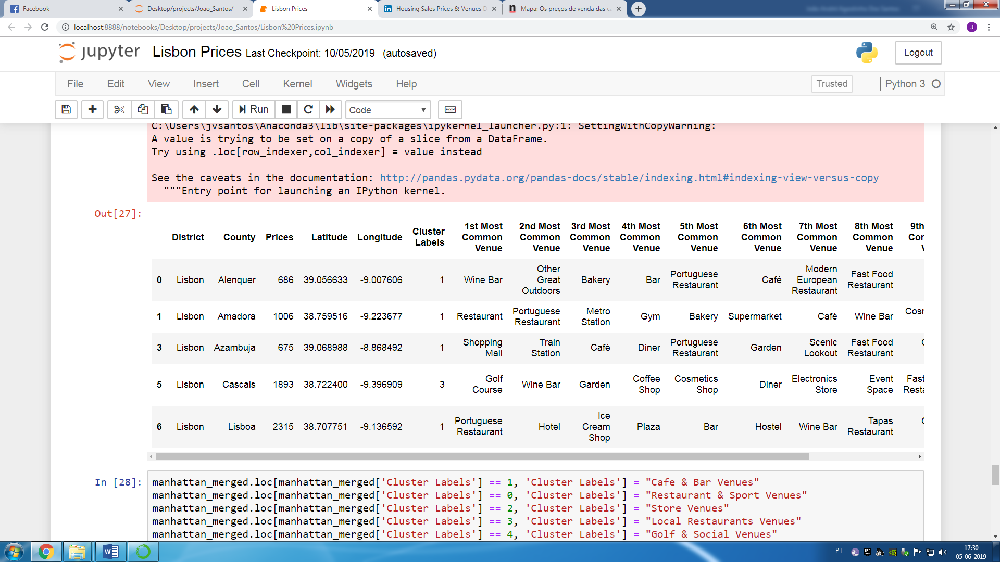 Facebook
Desktop/projects/Joao_Santos/
Lisbon Prices
Housing Sales Prices & Venues D
Mapa: Os preços de venda das ca
localhost:8888/notebooks/Desktop/projects/Joao_Santos/Lisbon%20Prices.ipynb
J
jupyter Lisbon Prices Last Checkpoint: 10/05/2019 (autosaved)
Logout
File Edit View Insert Cell Kernel Widgets Help
Trusted
Python 3
Run
Code
C:\Users\jvsantos\Anaconda3\lib\site-packages\ipykernel_launcher.py:1: SettingWithCopyWarning:
A value is trying to be set on a copy of a slice from a DataFrame.
Try using .loc[row_indexer,col_indexer] = value instead
See the caveats in the documentation: http://pandas.pydata.org/pandas-docs/stable/indexing.html#indexing-view-versus-copy
"""Entry point for launching an IPython kernel.
Out[27]:
District County Prices Latitude Longitude Cluster Labels 1st Most Common Venue 2nd Most Common Venue 3rd Most Common Venue 4th Most Common Venue 5th Most Common Venue 6th Most Common Venue 7th Most Common Venue 8th Most Common Venue 9th
0 Lisbon Alenquer 686 39.056633 -9.007606 1 Wine Bar Other Great Outdoors Bakery Bar Portuguese Restaurant Café Modern European Restaurant Fast Food Restaurant
1 Lisbon Amadora 1006 38.759516 -9.223677 1 Restaurant Portuguese Restaurant Metro Station Gym Bakery Supermarket Café Wine Bar
3 Lisbon Azambuja 675 39.068988 -8.868492 1 Shopping Mall Train Station Café Diner Portuguese Restaurant Garden Scenic Lookout Fast Food Restaurant
5 Lisbon Cascais 1893 38.722400 -9.396909 3 Golf Course Wine Bar Garden Coffee Shop Cosmetics Shop Diner Electronics Store Event Space Fast
6 Lisbon Lisboa 2315 38.707751 -9.136592 1 Portuguese Restaurant Hotel Ice Cream Shop Plaza Bar Hostel Wine Bar Tapas Restaurant
In [28]:
manhattan_merged.loc[manhattan_merged['Cluster Labels'] == 1, 'Cluster Labels'] = "Cafe & Bar Venues"
manhattan_merged.loc[manhattan_merged['Cluster Labels'] == 0, 'Cluster Labels'] = "Restaurant & Sport Venues"
manhattan_merged.loc[manhattan_merged['Cluster Labels'] == 2, 'Cluster Labels'] = "Store Venues"
manhattan_merged.loc[manhattan_merged['Cluster Labels'] == 3, 'Cluster Labels'] = "Local Restaurants Venues"
manhattan_merged.loc[manhattan_merged['Cluster Labels'] == 4, 'Cluster Labels'] = "Golf & Social Venues"
PT
17:30
05-06-2019